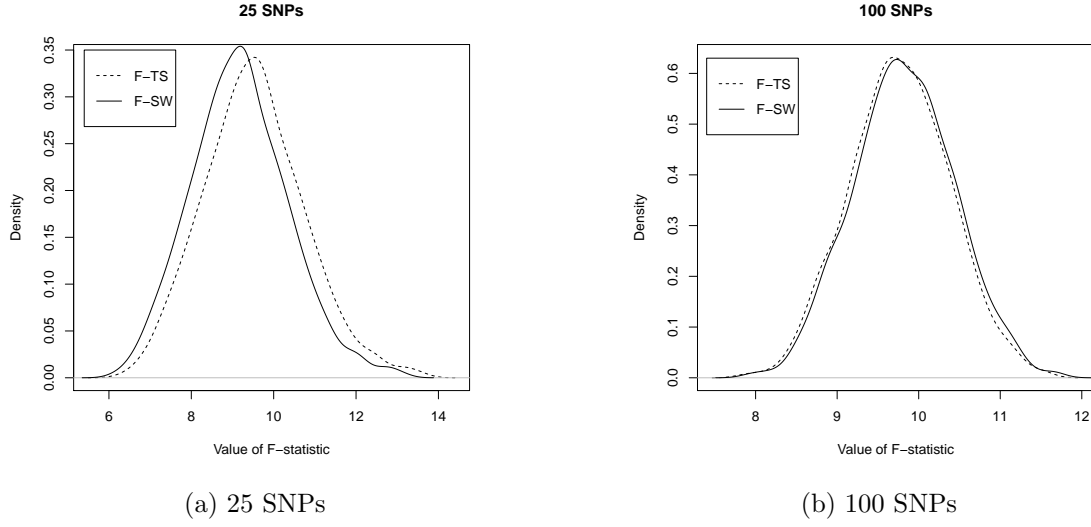 25 SNPs
F−TS
F−SW
Density
0.00 0.05 0.10 0.15 0.20 0.25 0.30 0.35
6 8 10 12 14
Value of F−statistic
(a) 25 SNPs
100 SNPs
F−TS
F−SW
Density
0.0 0.1 0.2 0.3 0.4 0.5 0.6
8 9 10 11 12
Value of F−statistic
(b) 100 SNPs